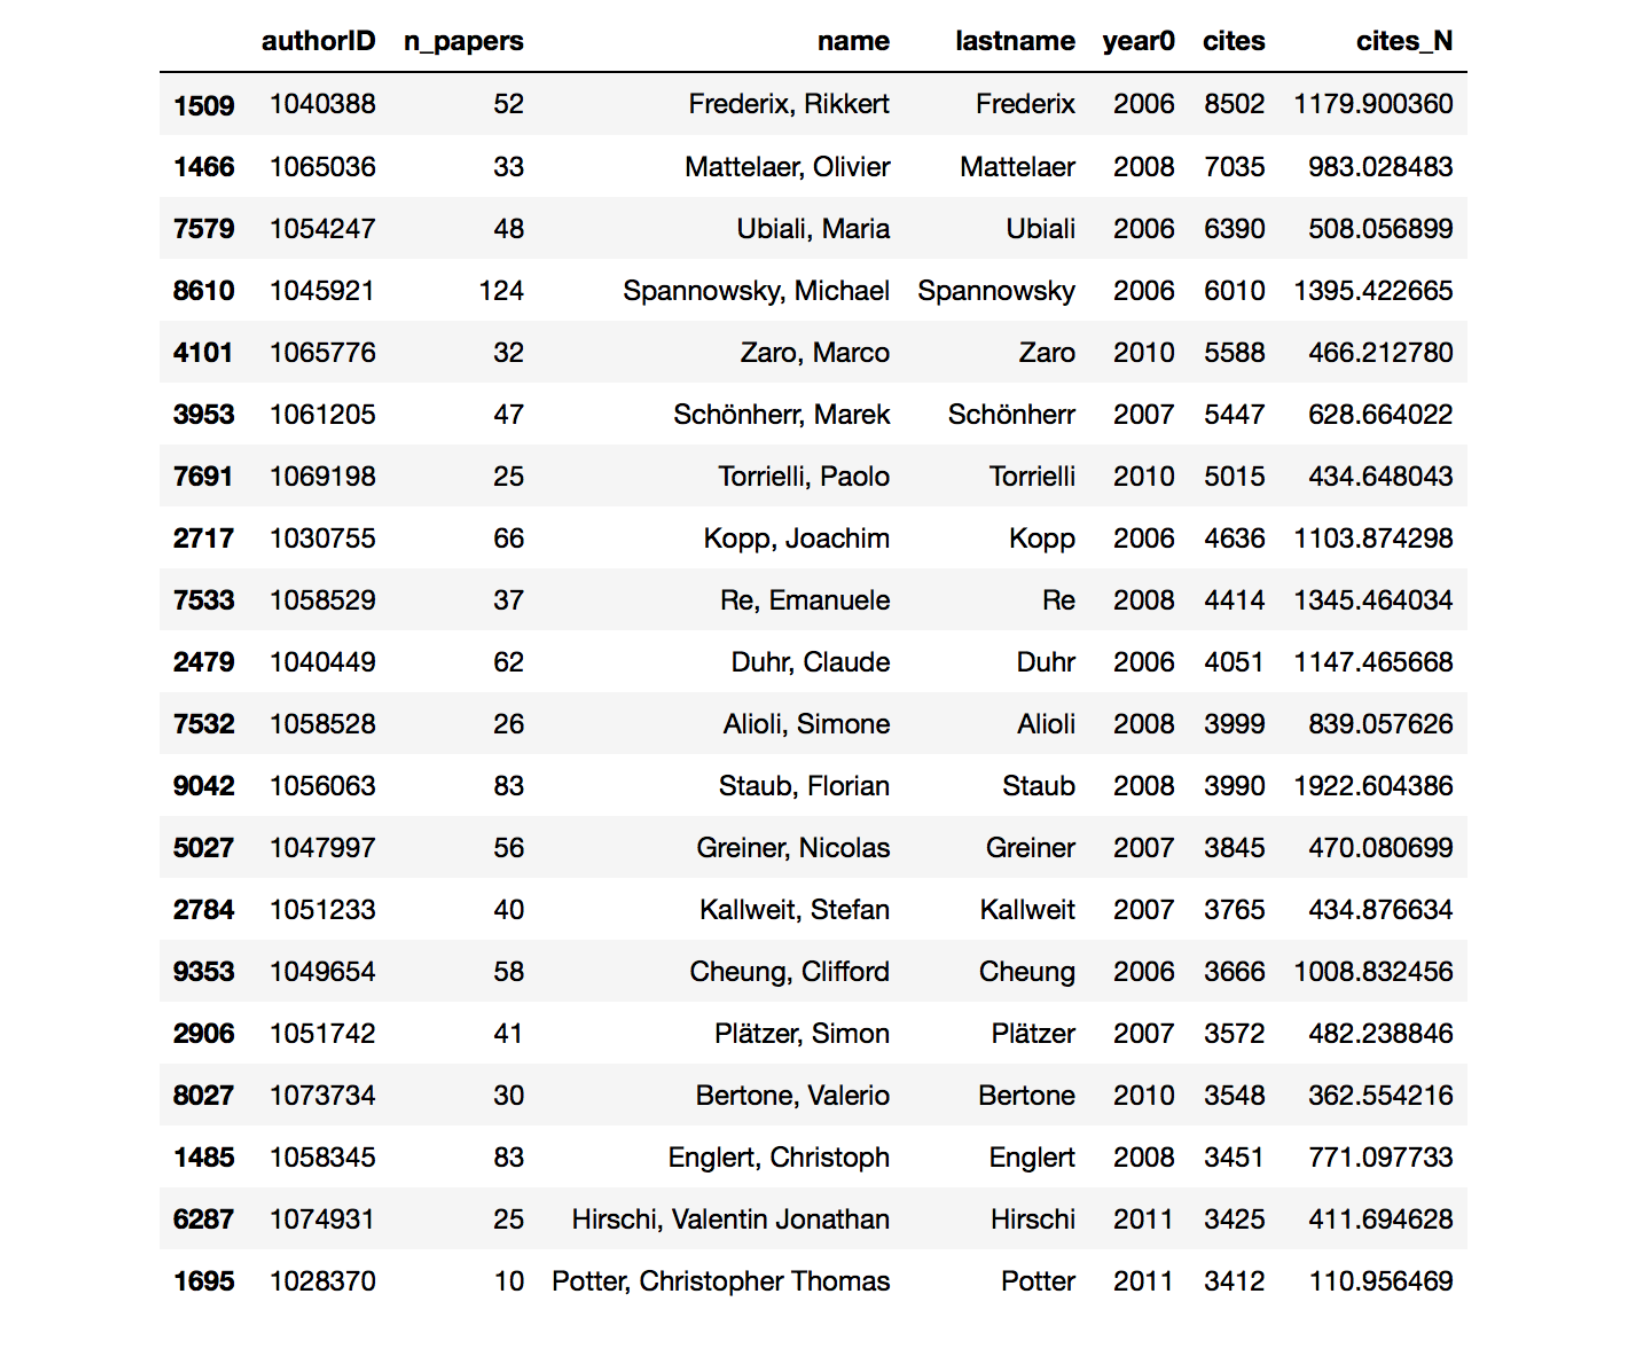 authorID n_papers name lastname year0 cites cites_N
1509 1040388 52 Frederix, Rikkert Frederix 2006 8502 1179.900360
1466 1065036 33 Mattelaer, Olivier Mattelaer 2008 7035 983.028483
7579 1054247 48 Ubiali, Maria Ubiali 2006 6390 508.056899
8610 1045921 124 Spannowsky, Michael Spannowsky 2006 6010 1395.422665
4101 1065776 32 Zaro, Marco Zaro 2010 5588 466.212780
3953 1061205 47 Schönherr, Marek Schönherr 2007 5447 628.664022
7691 1069198 25 Torrielli, Paolo Torrielli 2010 5015 434.648043
2717 1030755 66 Kopp, Joachim Kopp 2006 4636 1103.874298
7533 1058529 37 Re, Emanuele Re 2008 4414 1345.464034
2479 1040449 62 Duhr, Claude Duhr 2006 4051 1147.465668
7532 1058528 26 Alioli, Simone Alioli 2008 3999 839.057626
9042 1056063 83 Staub, Florian Staub 2008 3990 1922.604386
5027 1047997 56 Greiner, Nicolas Greiner 2007 3845 470.080699
2784 1051233 40 Kallweit, Stefan Kallweit 2007 3765 434.876634
9353 1049654 58 Cheung, Clifford Cheung 2006 3666 1008.832456
2906 1051742 41 Plätzer, Simon Plätzer 2007 3572 482.238846
8027 1073734 30 Bertone, Valerio Bertone 2010 3548 362.554216
1485 1058345 83 Englert, Christoph Englert 2008 3451 771.097733
6287 1074931 25 Hirschi, Valentin Jonathan Hirschi 2011 3425 411.694628
1695 1028370 10 Potter, Christopher Thomas Potter 2011 3412 110.956469